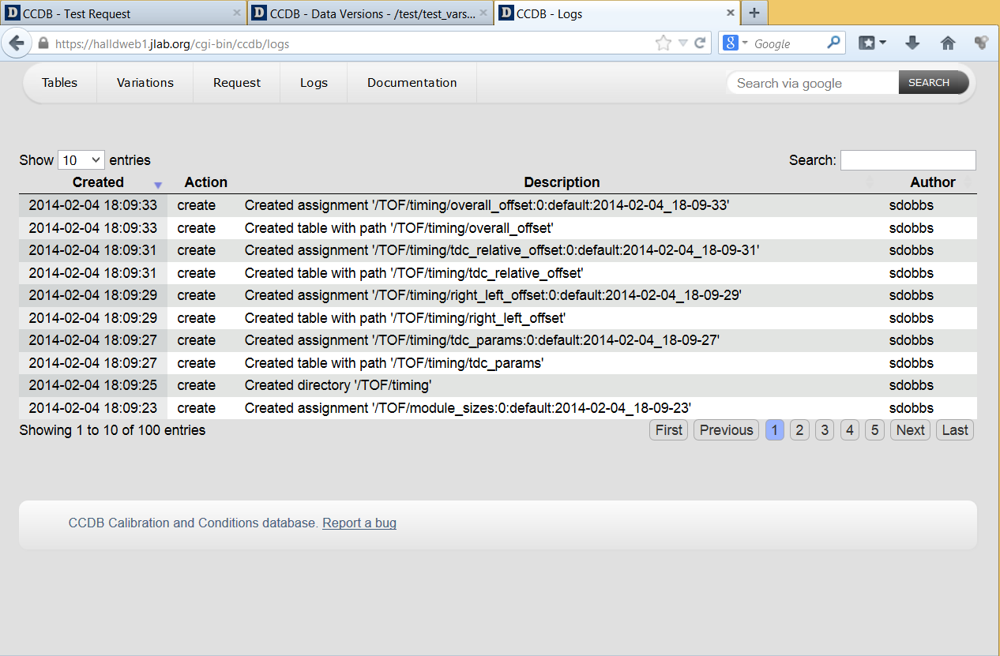 CCDB - Test Request CCDB - Data Versions - /test/test_vars... CCDB - Logs
https://halldweb1.jlab.org/cgi-bin/ccdb/logs Google
Tables Variations Request Logs Documentation Search via google SEARCH
Show 10 entries Search:
Created Action Description Author
2014-02-04 18:09:33 create Created assignment '/TOF/timing/overall_offset:0:default:2014-02-04_18-09-33' sdobbs
2014-02-04 18:09:33 create Created table with path '/TOF/timing/overall_offset' sdobbs
2014-02-04 18:09:31 create Created assignment '/TOF/timing/tdc_relative_offset:0:default:2014-02-04_18-09-31' sdobbs
2014-02-04 18:09:31 create Created table with path '/TOF/timing/tdc_relative_offset' sdobbs
2014-02-04 18:09:29 create Created assignment '/TOF/timing/right_left_offset:0:default:2014-02-04_18-09-29' sdobbs
2014-02-04 18:09:29 create Created table with path '/TOF/timing/right_left_offset' sdobbs
2014-02-04 18:09:27 create Created assignment '/TOF/timing/tdc_params:0:default:2014-02-04_18-09-27' sdobbs
2014-02-04 18:09:27 create Created table with path '/TOF/timing/tdc_params' sdobbs
2014-02-04 18:09:25 create Created directory '/TOF/timing' sdobbs
2014-02-04 18:09:23 create Created assignment '/TOF/module_sizes:0:default:2014-02-04_18-09-23' sdobbs
Showing 1 to 10 of 100 entries First Previous 1 2 3 4 5 Next Last
CCDB Calibration and Conditions database. Report a bug